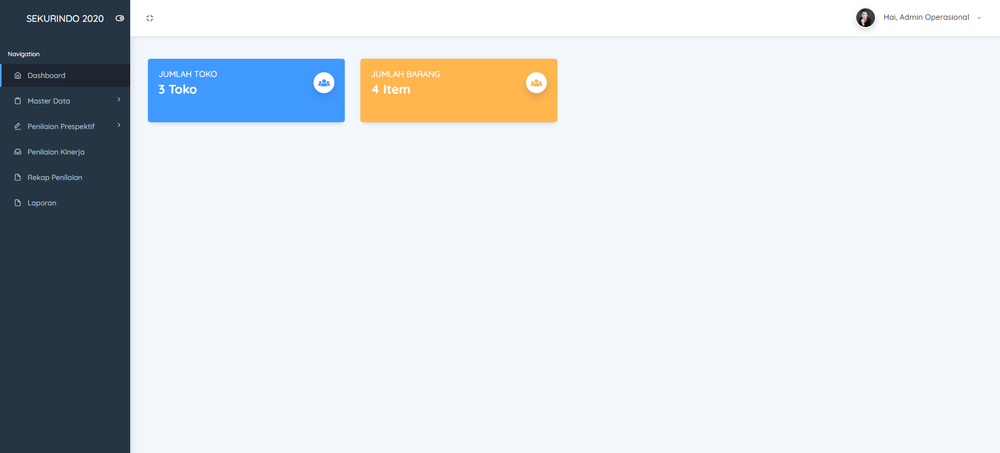 SEKURINDO 2020
Hai, Admin Operasional
Navigation
Dashboard
Master Data
Penilaian Prespektif
Penilaian Kinerja
Rekap Penilaian
Laporan
JUMLAH TOKO
3 Toko
JUMLAH BARANG
4 Item